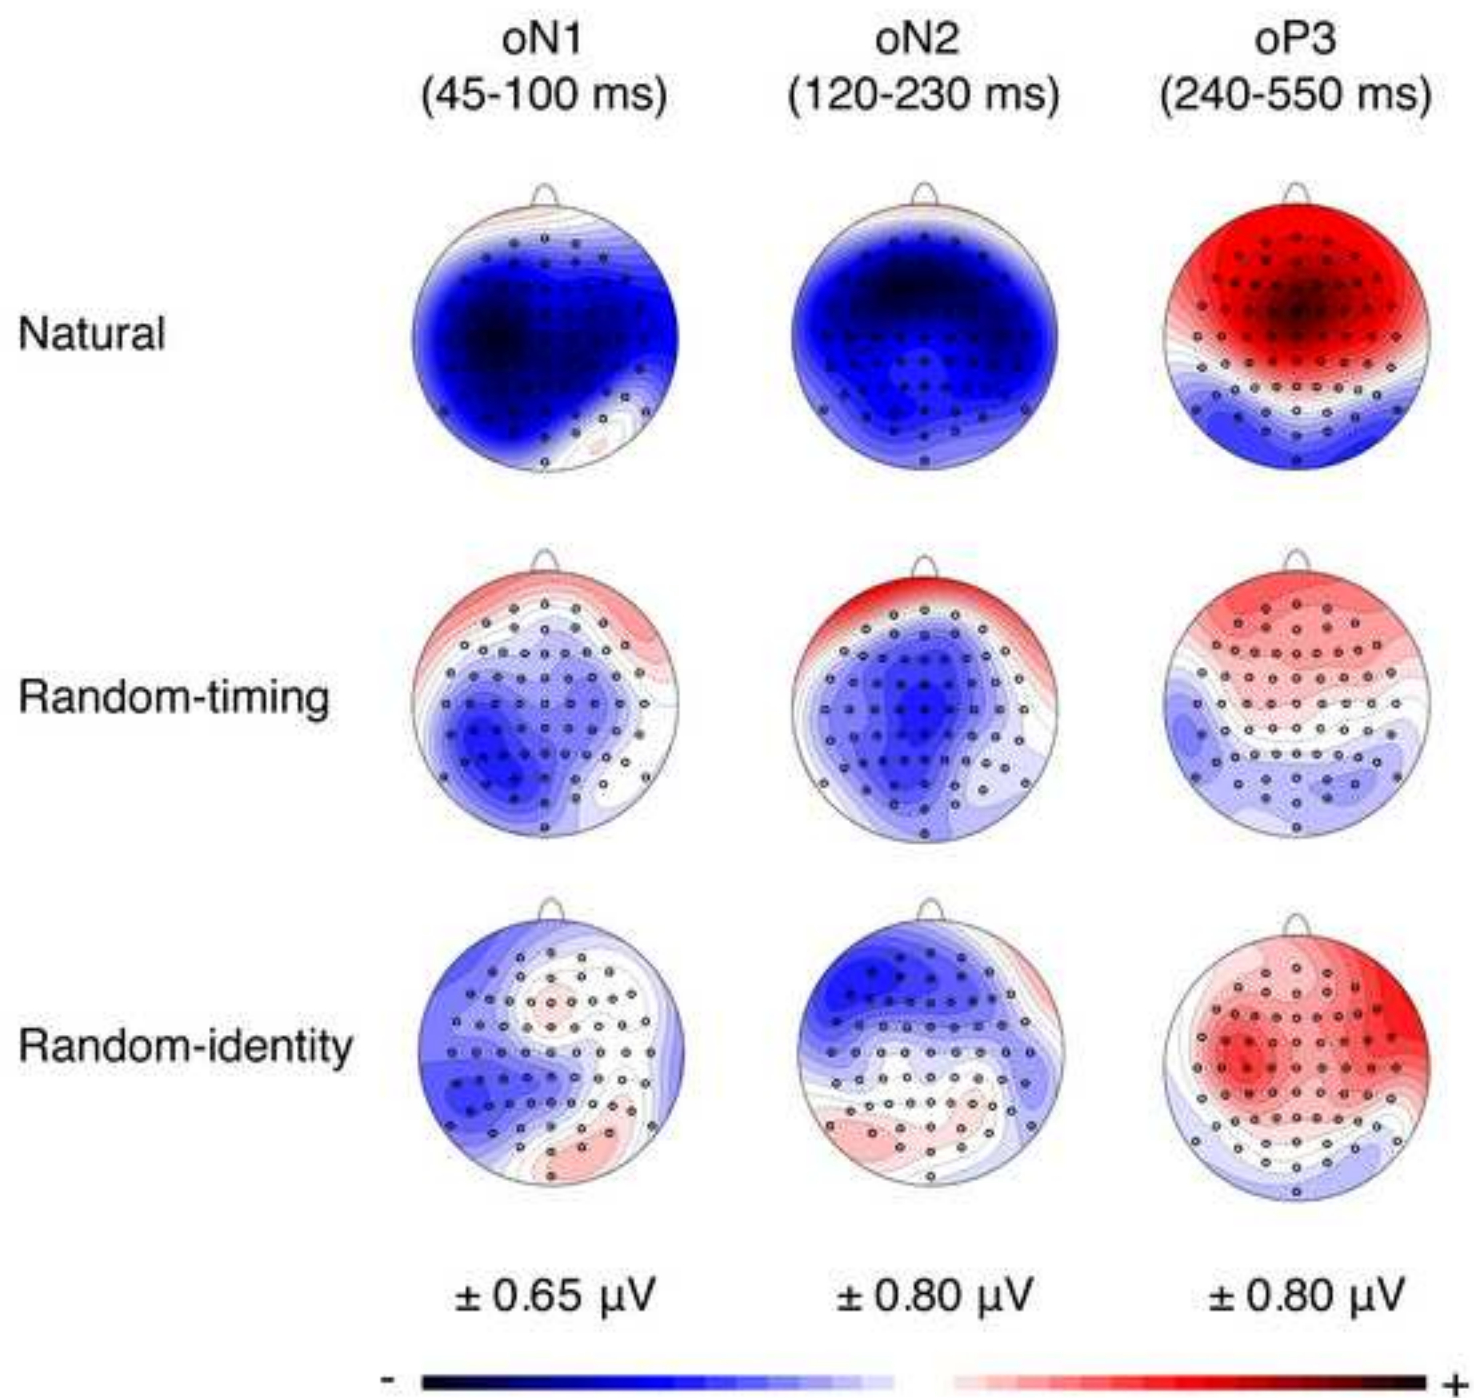 oN1 oN2 oP3
(45-100 ms) (120-230 ms) (240-550 ms)
Natural
Random-timing
Random-identity
± 0.65 µV ± 0.80 µV ± 0.80 µV
- +